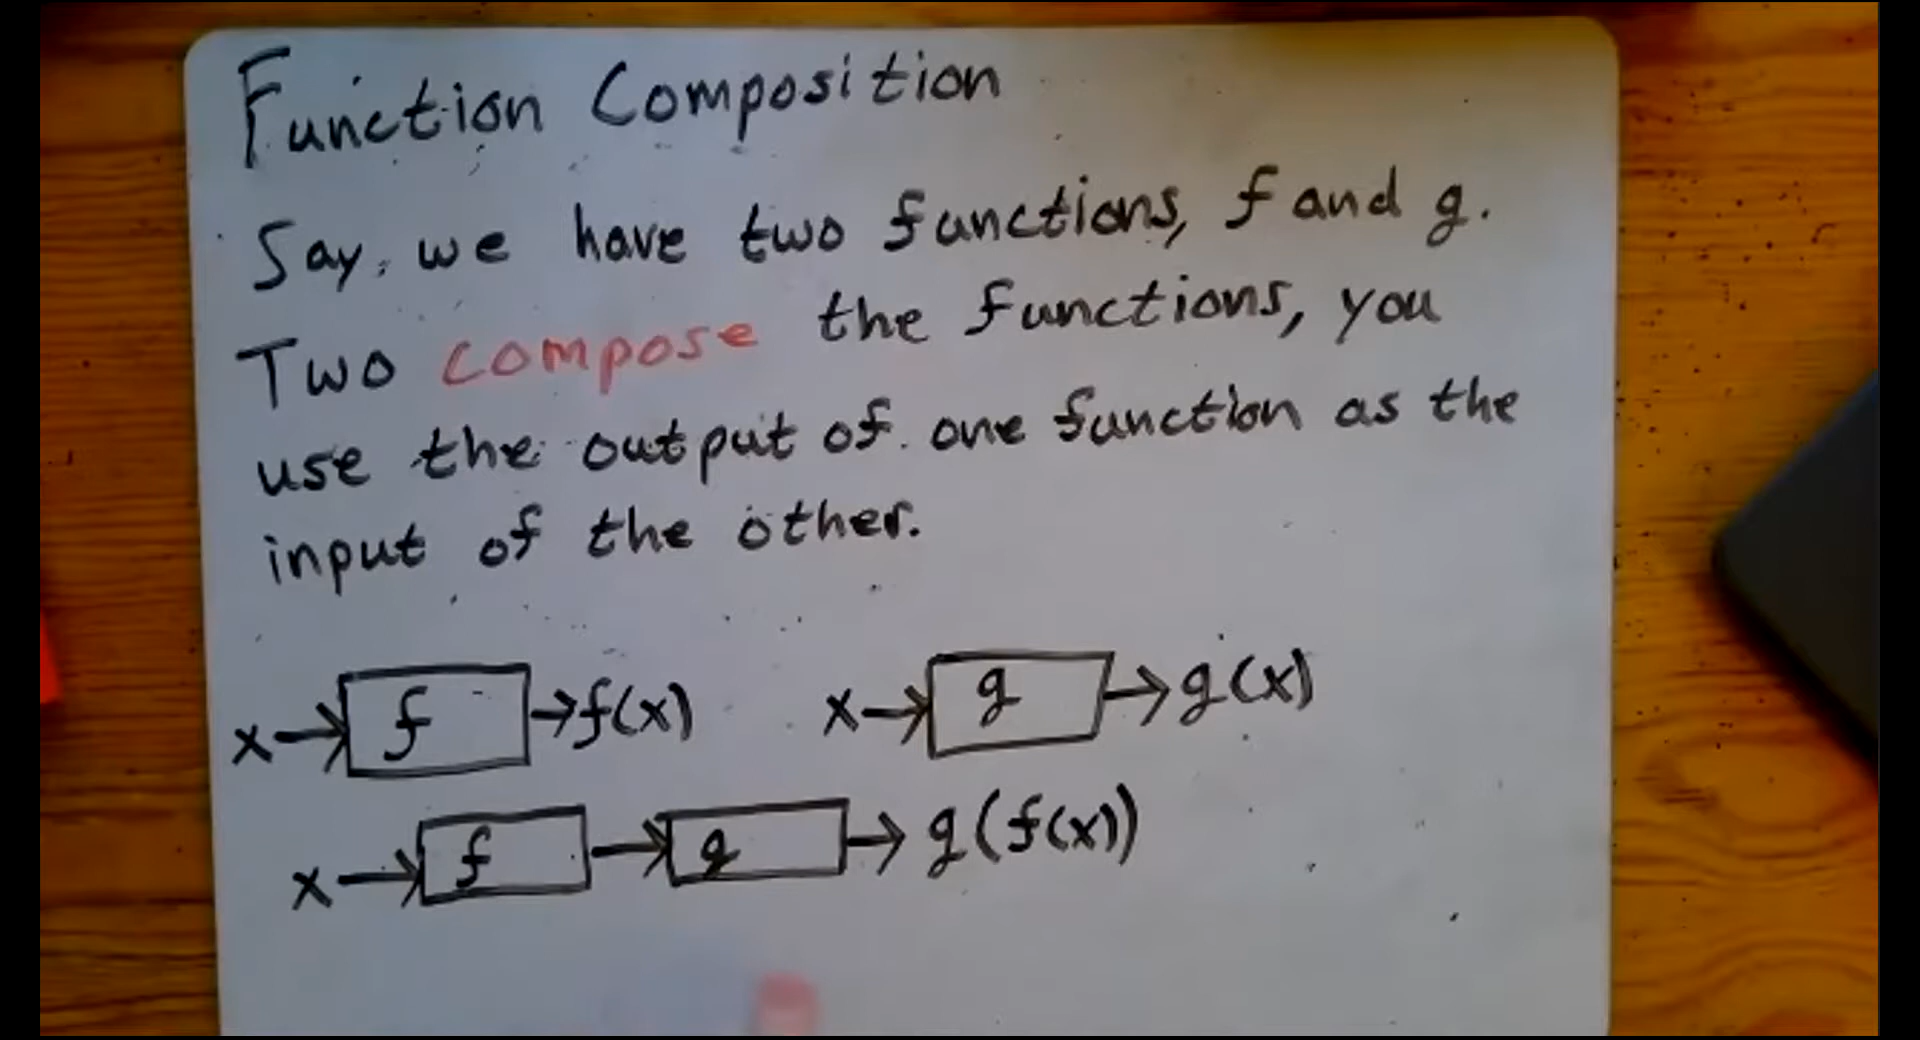 Function Composition
Say, we have two functions, f and g.
Two compose the functions, you
use the output of one function as the
input of the other.
x → f → f(x) x → g → g(x)
x → f → g → g(f(x))